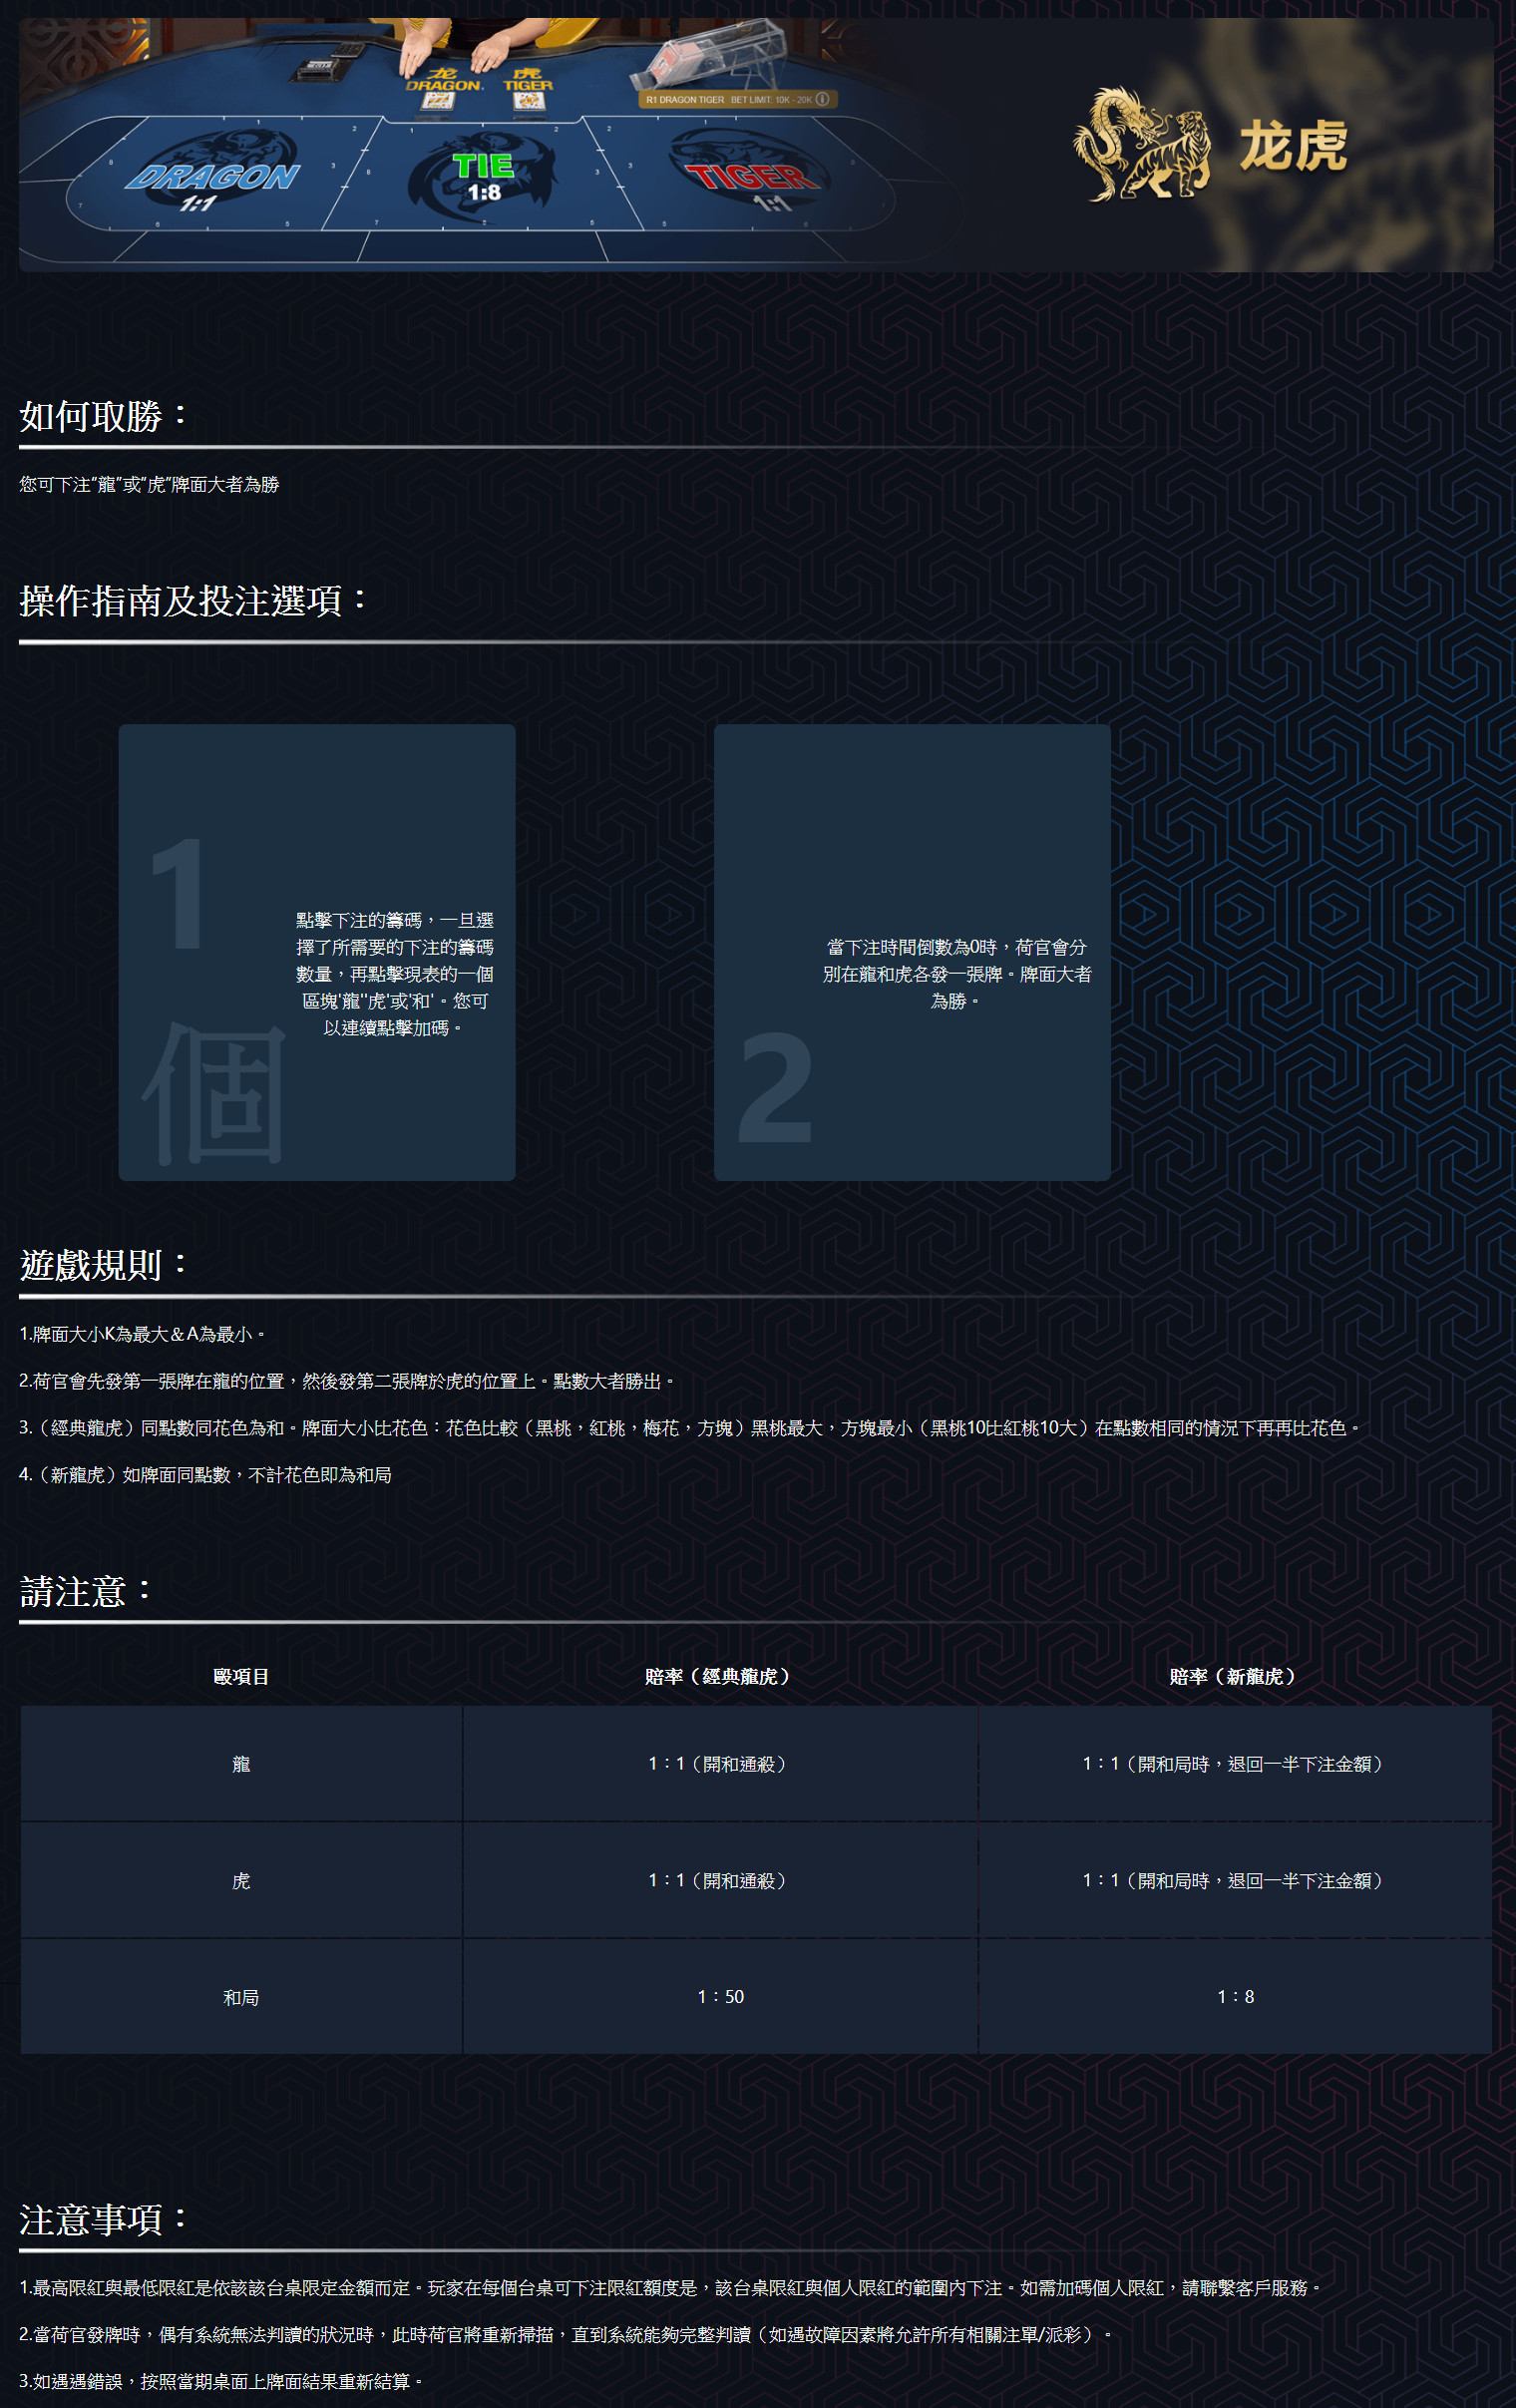 龙 虎
DRAGON TIGER
R1 DRAGON TIGER BET LIMIT: 10K - 20K
DRAGON
1:1
TIE
1:8
TIGER
1:1
龙虎
如何取勝：
您可下注"龍"或"虎"牌面大者為勝
操作指南及投注選項：
1
個
點擊下注的籌碼，一旦選
擇了所需要的下注的籌碼
數量，再點擊現表的一個
區塊'龍''虎'或'和'。您可
以連續點擊加碼。
2
當下注時間倒數為0時，荷官會分
別在龍和虎各發一張牌。牌面大者
為勝。
遊戲規則：
1.牌面大小K為最大＆A為最小。
2.荷官會先發第一張牌在龍的位置，然後發第二張牌於虎的位置上。點數大者勝出。
3.（經典龍虎）同點數同花色為和。牌面大小比花色：花色比較（黑桃，紅桃，梅花，方塊）黑桃最大，方塊最小（黑桃10比紅桃10大）在點數相同的情況下再再比花色。
4.（新龍虎）如牌面同點數，不計花色即為和局
請注意：
毆項目 賠率（經典龍虎） 賠率（新龍虎）
龍 1：1（開和通殺） 1：1（開和局時，退回一半下注金額）
虎 1：1（開和通殺） 1：1（開和局時，退回一半下注金額）
和局 1：50 1：8
注意事項：
1.最高限紅與最低限紅是依該該台桌限定金額而定。玩家在每個台桌可下注限紅額度是，該台桌限紅與個人限紅的範圍內下注。如需加碼個人限紅，請聯繫客戶服務。
2.當荷官發牌時，偶有系統無法判讀的狀況時，此時荷官將重新掃描，直到系統能夠完整判讀（如遇故障因素將允許所有相關注單/派彩）。
3.如遇遇錯誤，按照當期桌面上牌面結果重新結算。